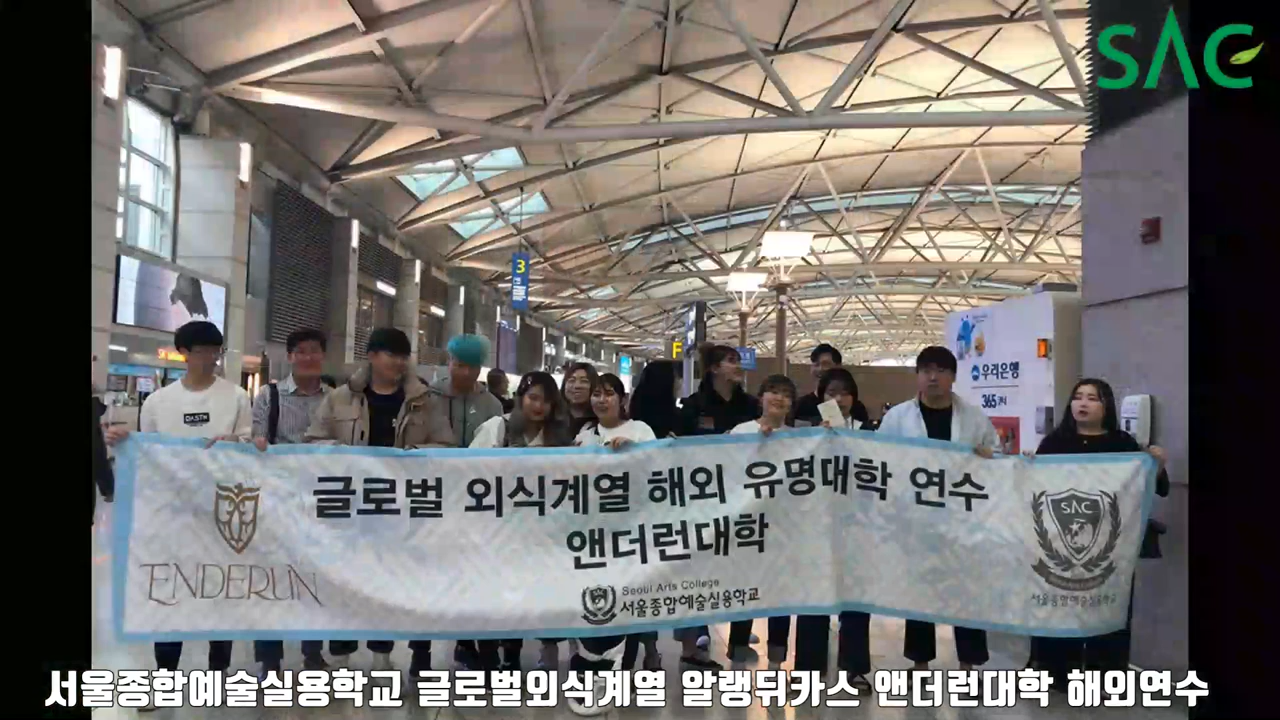 SAC
3
F
우리은행
365
DASTN
글로벌 외식계열 해외 유명대학 연수
앤더런대학
ENDERUN
Seoul Arts College
서울종합예술실용학교
SAC
서울종합예술실용학교
서울종합예술실용학교 글로벌외식계열 알랭뒤카스 앤더런대학 해외연수